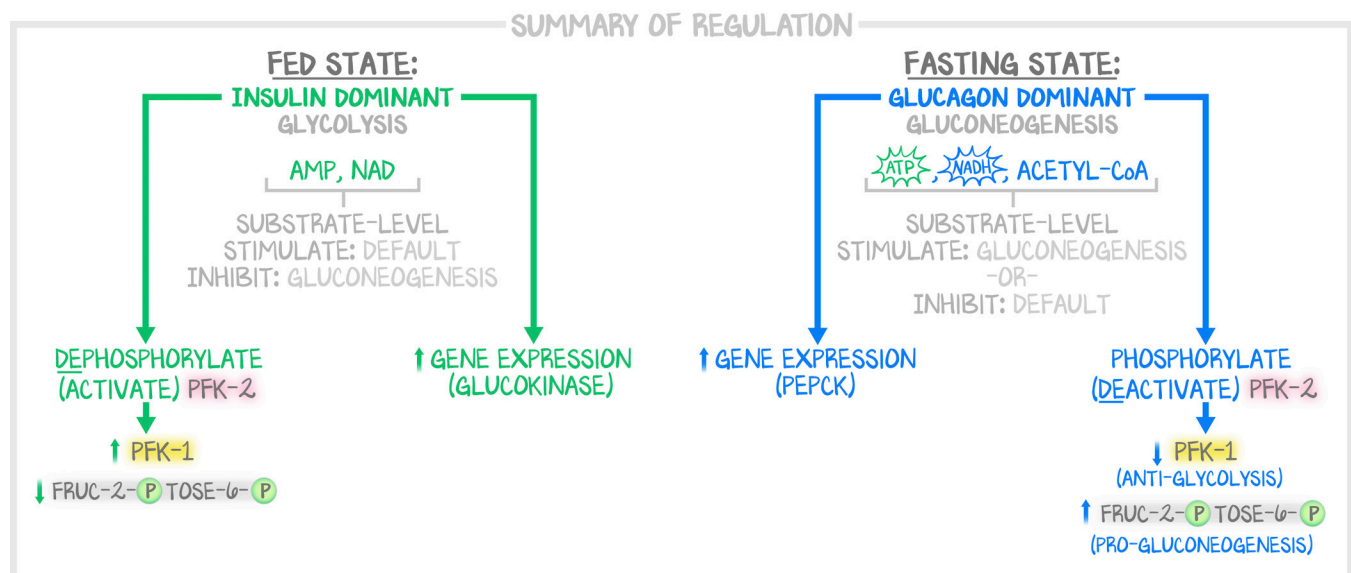 SUMMARY OF REGULATION
FED STATE:
INSULIN DOMINANT
GLYCOLYSIS
AMP, NAD
SUBSTRATE-LEVEL
STIMULATE: DEFAULT
INHIBIT: GLUCONEOGENESIS
DEPHOSPHORYLATE
(ACTIVATE) PFK-2
↑ PFK-1
↓ FRUC-2-P TOSE-6-P
↑ GENE EXPRESSION
(GLUCOKINASE)
FASTING STATE:
GLUCAGON DOMINANT
GLUCONEOGENESIS
ATP, NADH, ACETYL-CoA
SUBSTRATE-LEVEL
STIMULATE: GLUCONEOGENESIS
-OR-
INHIBIT: DEFAULT
↑ GENE EXPRESSION
(PEPCK)
PHOSPHORYLATE
(DEACTIVATE) PFK-2
↓ PFK-1
(ANTI-GLYCOLYSIS)
↑ FRUC-2-P TOSE-6-P
(PRO-GLUCONEOGENESIS)